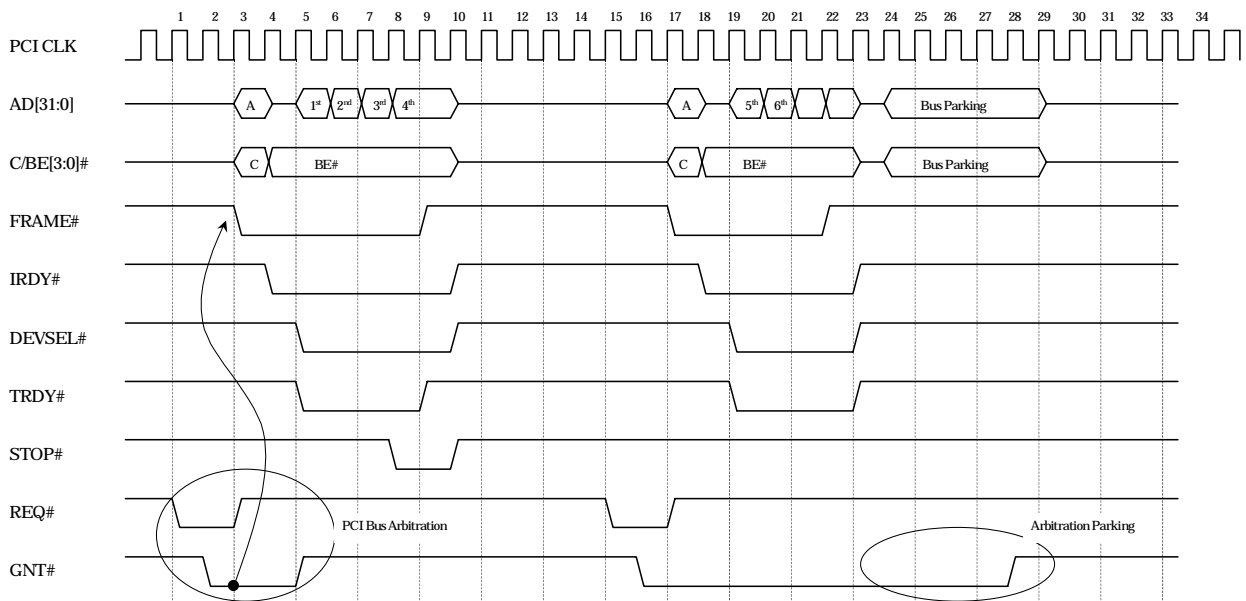 1 2 3 4 5 6 7 8 9 10 11 12 13 14 15 16 17 18 19 20 22 22 23 24 25 26 27 28 29 30 31 32 33 34
PCI CLK
AD[31:0] A 1st 2nd 3rd 4th A 5th 6th Bus Parking
C/BE[3:0]# C BE# C BE# Bus Parking
FRAME#
IRDY#
DEVSEL#
TRDY#
STOP#
REQ# PCI Bus Arbitration Arbitration Parking
GNT#